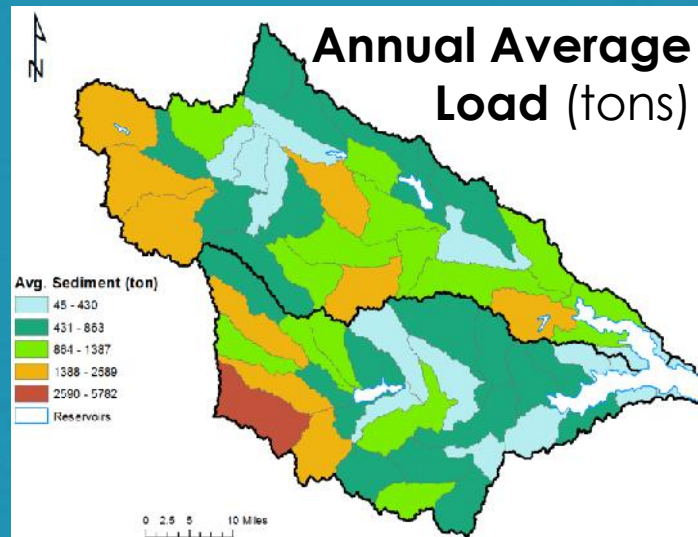 N
Annual Average
Load (tons)
Avg. Sediment (ton)
45 - 430
431 - 863
864 - 1387
1388 - 2589
2590 - 5782
Reservoirs
0 2.5 5 10 Miles